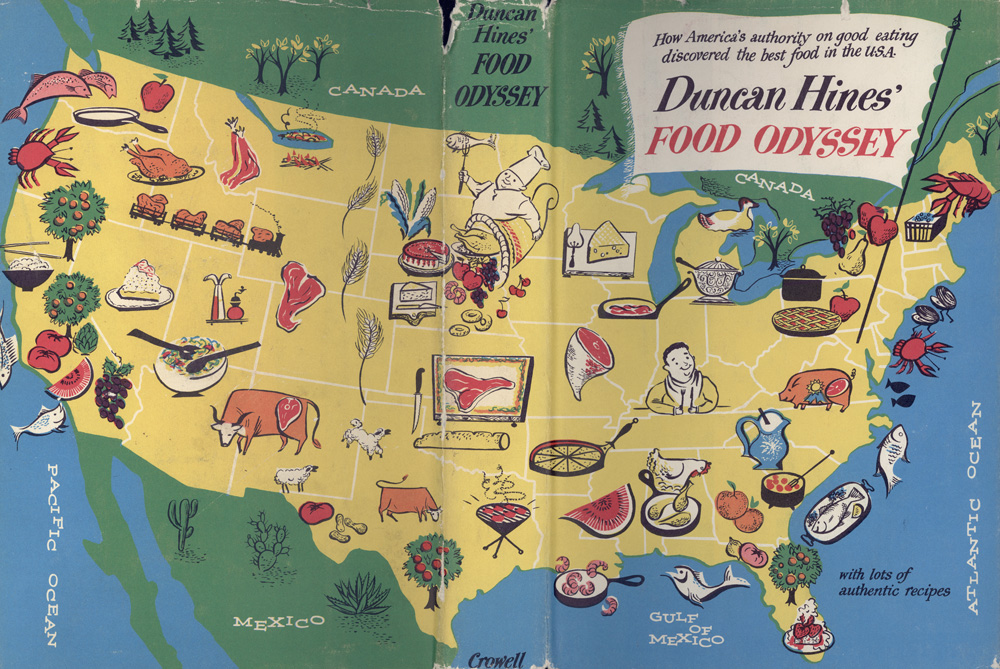 CANADA
PACIFIC OCEAN
MEXICO
Duncan
Hines'
FOOD
ODYSSEY
Crowell
How America's authority on good eating
discovered the best food in the U.S.A.
Duncan Hines'
FOOD ODYSSEY
CANADA
with lots of
authentic recipes
GULF
OF
MEXICO
ATLANTIC OCEAN